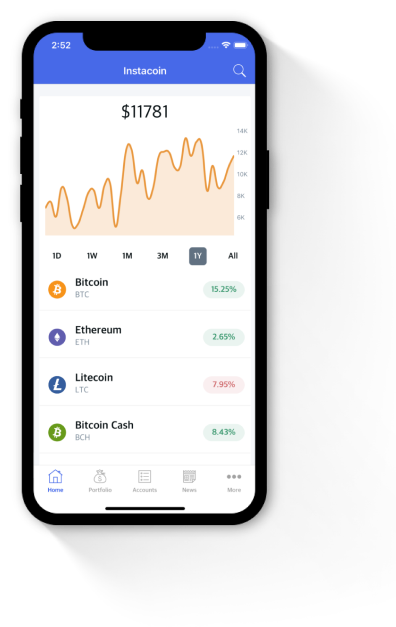 2:52
Instacoin
$11781
14K
12K
10K
8K
6K
1D 1W 1M 3M 1Y All
Bitcoin
BTC
15.25%
Ethereum
ETH
2.65%
Litecoin
LTC
7.95%
Bitcoin Cash
BCH
8.43%
Home Portfolio Accounts News More